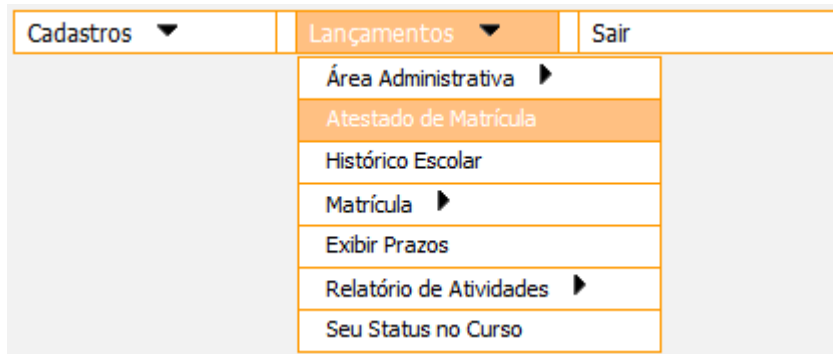 Cadastros Lançamentos Sair
Área Administrativa
Atestado de Matrícula
Histórico Escolar
Matrícula
Exibir Prazos
Relatório de Atividades
Seu Status no Curso